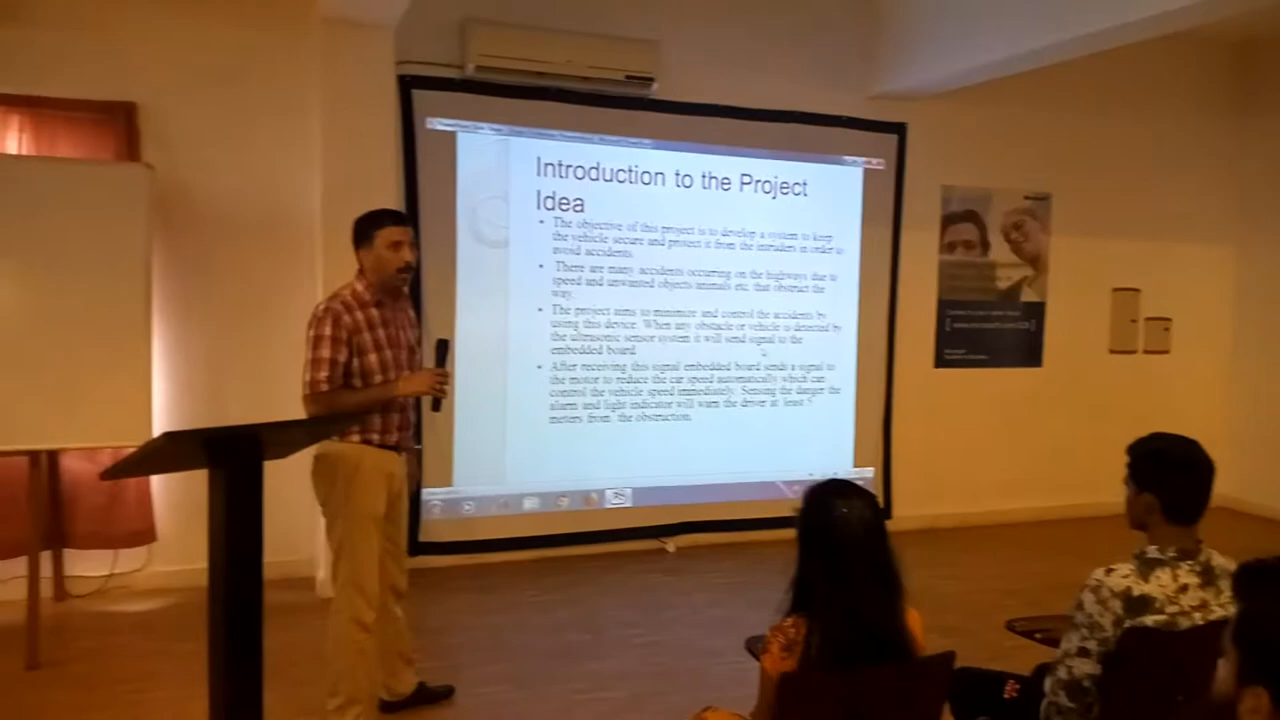 Introduction to the Project
Idea
• The objective of this project is to develop a system to keep
the vehicle secure and protect it from the intruders in order to
avoid accidents.
• There are many accidents occurring on the highways due to
speed and unwanted objects animals etc. that obstruct the
way.
• The project aims to minimize and control the accidents by
using this device. When any obstacle or vehicle is detected by
the ultrasonic sensor system it will send signal to the
embedded board.
• After receiving this signal embedded board sends a signal to
the motor to reduce the car speed automatically which can
control the vehicle speed immediately. Sensing the danger the
alarm and light indicator will warn the driver at least 5
meters from the obstruction.